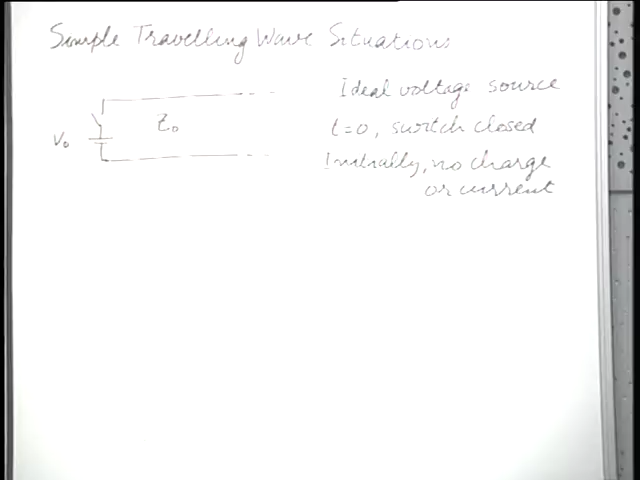 Simple Travelling Wave Situations
Ideal voltage source
V₀ Z₀ t=0, switch closed
Initially, no charge
or current